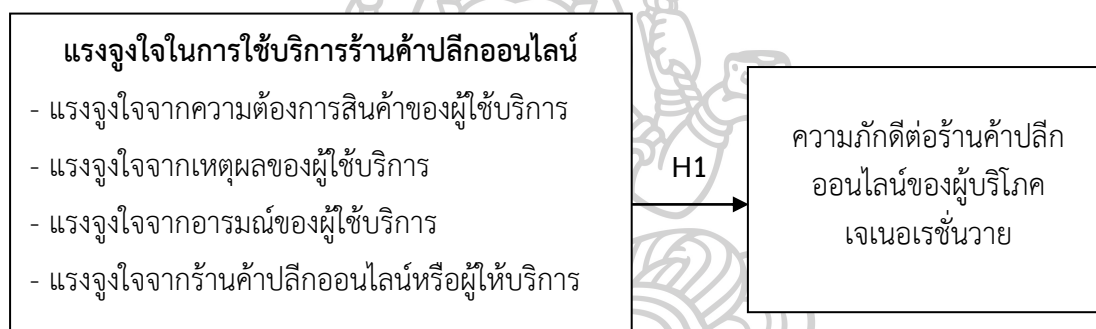 แรงจูงใจในการใช้บริการร้านค้าปลีกออนไลน์
- แรงจูงใจจากความต้องการสินค้าของผู้ใช้บริการ
- แรงจูงใจจากเหตุผลของผู้ใช้บริการ
- แรงจูงใจจากอารมณ์ของผู้ใช้บริการ
- แรงจูงใจจากร้านค้าปลีกออนไลน์หรือผู้ให้บริการ
H1
ความภักดีต่อร้านค้าปลีก
ออนไลน์ของผู้บริโภค
เจเนอเรชั่นวาย